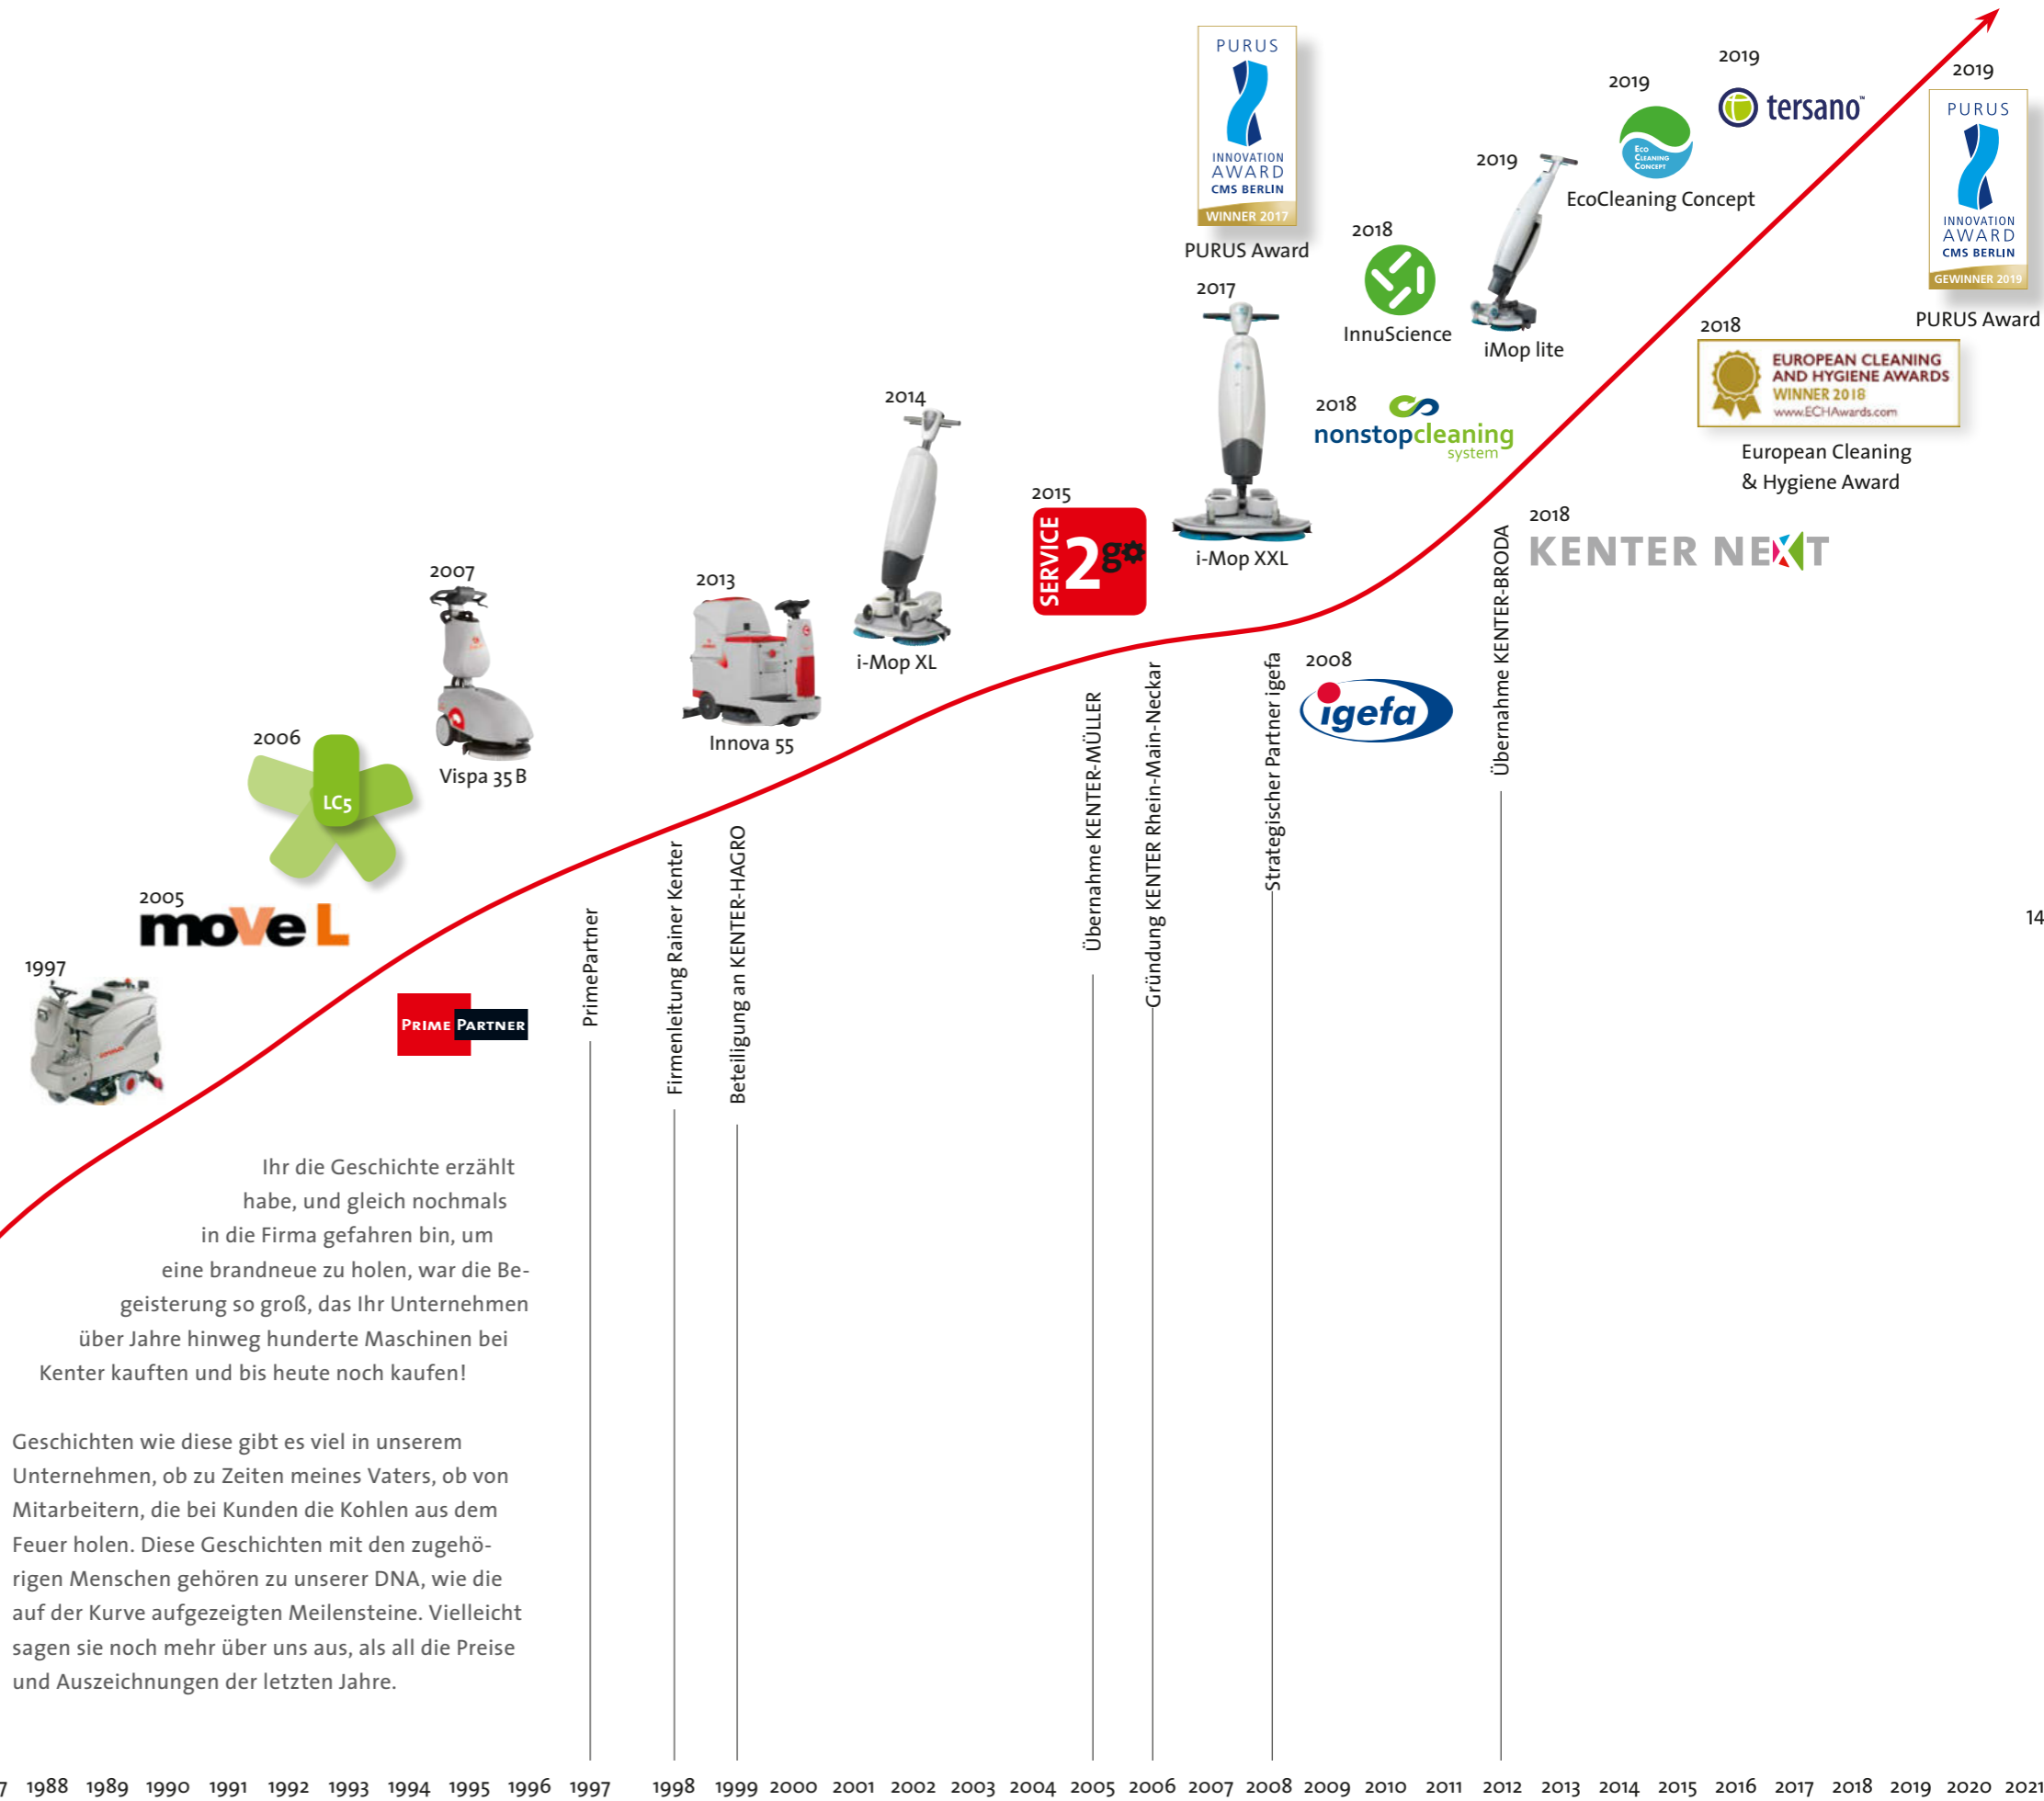 PURUS
INNOVATION
AWARD
CMS BERLIN
WINNER 2017
PURUS Award
2019
tersano™
2019
Eco
Cleaning
Concept
EcoCleaning Concept
2019
PURUS
INNOVATION
AWARD
CMS BERLIN
GEWINNER 2019
PURUS Award
2019
iMop lite
2018
InnuScience
2017
i-Mop XXL
2018
nonstopcleaning
system
2018
EUROPEAN CLEANING
AND HYGIENE AWARDS
WINNER 2018
www.ECHAwards.com
European Cleaning
& Hygiene Award
2018
KENTER NEXT
2014
i-Mop XL
2015
SERVICE
2go
2013
Innova 55
2007
Vispa 35 B
2006
LC5
2005
moVe L
1997
2008
igefa
Prime Partner
PrimePartner
Firmenleitung Rainer Kenter
Beteiligung an KENTER-HAGRO
Übernahme KENTER-MÜLLER
Gründung KENTER Rhein-Main-Neckar
Strategischer Partner igefa
Übernahme KENTER-BRODA
14
Ihr die Geschichte erzählt
habe, und gleich nochmals
in die Firma gefahren bin, um
eine brandneue zu holen, war die Be-
geisterung so groß, das Ihr Unternehmen
über Jahre hinweg hunderte Maschinen bei
Kenter kauften und bis heute noch kaufen!
Geschichten wie diese gibt es viel in unserem
Unternehmen, ob zu Zeiten meines Vaters, ob von
Mitarbeitern, die bei Kunden die Kohlen aus dem
Feuer holen. Diese Geschichten mit den zugehö-
rigen Menschen gehören zu unserer DNA, wie die
auf der Kurve aufgezeigten Meilensteine. Vielleicht
sagen sie noch mehr über uns aus, als all die Preise
und Auszeichnungen der letzten Jahre.
7 1988 1989 1990 1991 1992 1993 1994 1995 1996 1997 1998 1999 2000 2001 2002 2003 2004 2005 2006 2007 2008 2009 2010 2011 2012 2013 2014 2015 2016 2017 2018 2019 2020 2021